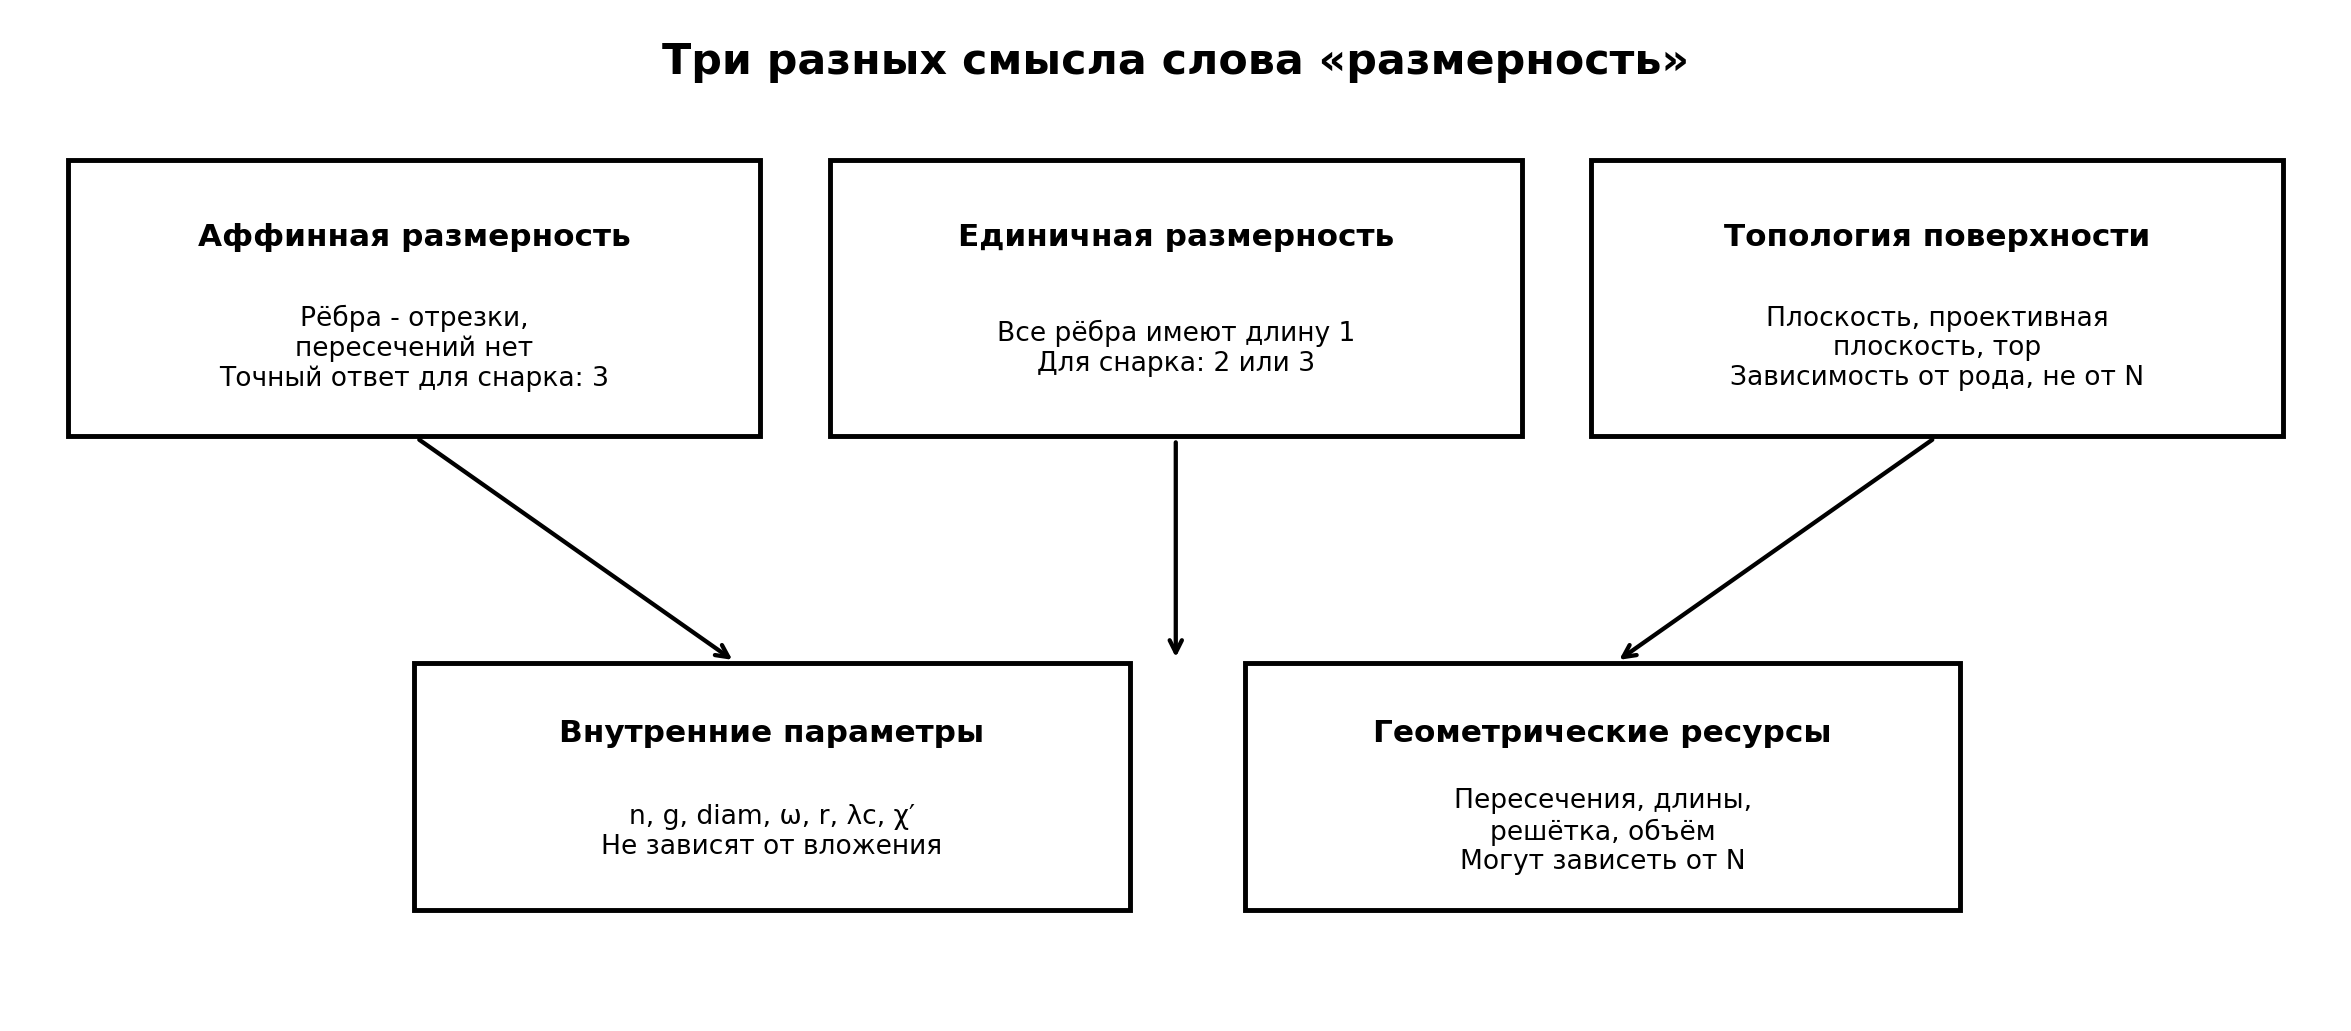 Три разных смысла слова «размерность»
Аффинная размерность
Рёбра - отрезки,
пересечений нет
Точный ответ для снарка: 3
Единичная размерность
Все рёбра имеют длину 1
Для снарка: 2 или 3
Топология поверхности
Плоскость, проективная
плоскость, тор
Зависимость от рода, не от N
Внутренние параметры
n, g, diam, ω, r, λc, χ′
Не зависят от вложения
Геометрические ресурсы
Пересечения, длины,
решётка, объём
Могут зависеть от N